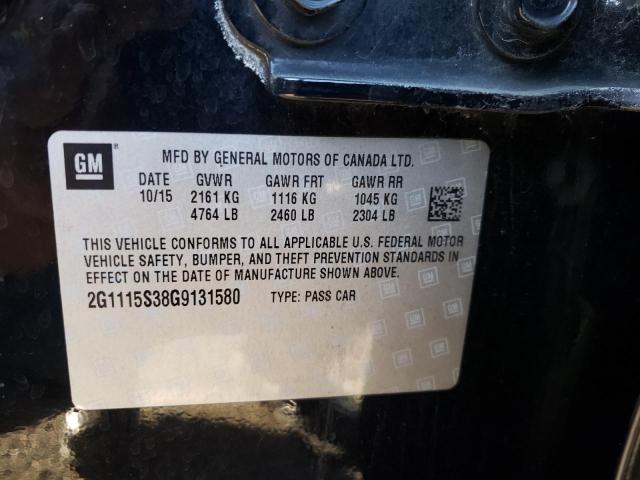 GM ® MFD BY GENERAL MOTORS OF CANADA LTD.
DATE GVWR GAWR FRT GAWR RR
10/15 2161 KG 1116 KG 1045 KG
4764 LB 2460 LB 2304 LB
THIS VEHICLE CONFORMS TO ALL APPLICABLE U.S. FEDERAL MOTOR
VEHICLE SAFETY, BUMPER, AND THEFT PREVENTION STANDARDS IN
EFFECT ON THE DATE OF MANUFACTURE SHOWN ABOVE.
2G1115S38G9131580 TYPE: PASS CAR